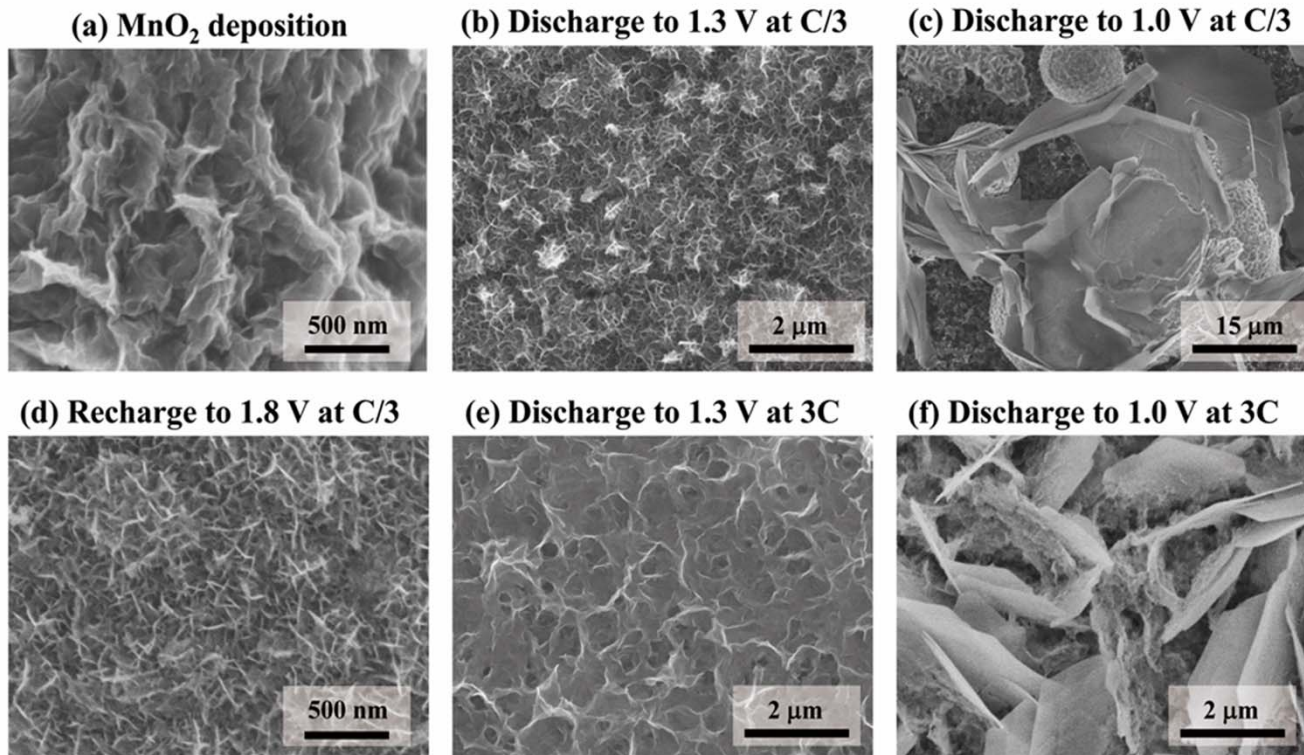 (a) MnO₂ deposition
500 nm
(b) Discharge to 1.3 V at C/3
2 μm
(c) Discharge to 1.0 V at C/3
15 μm
(d) Recharge to 1.8 V at C/3
500 nm
(e) Discharge to 1.3 V at 3C
2 μm
(f) Discharge to 1.0 V at 3C
2 μm